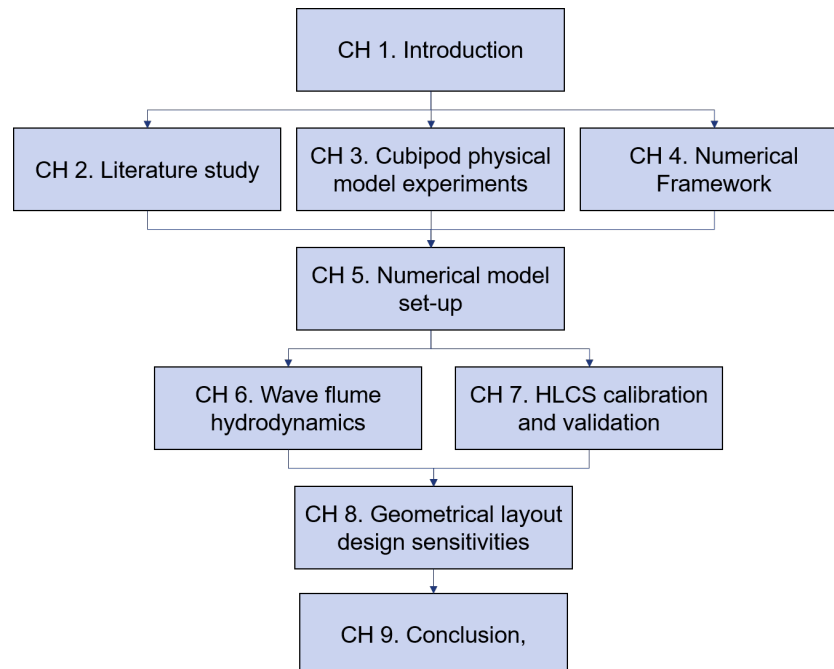 CH 1. Introduction
CH 2. Literature study
CH 3. Cubipod physical
model experiments
CH 4. Numerical
Framework
CH 5. Numerical model
set-up
CH 6. Wave flume
hydrodynamics
CH 7. HLCS calibration
and validation
CH 8. Geometrical layout
design sensitivities
CH 9. Conclusion,